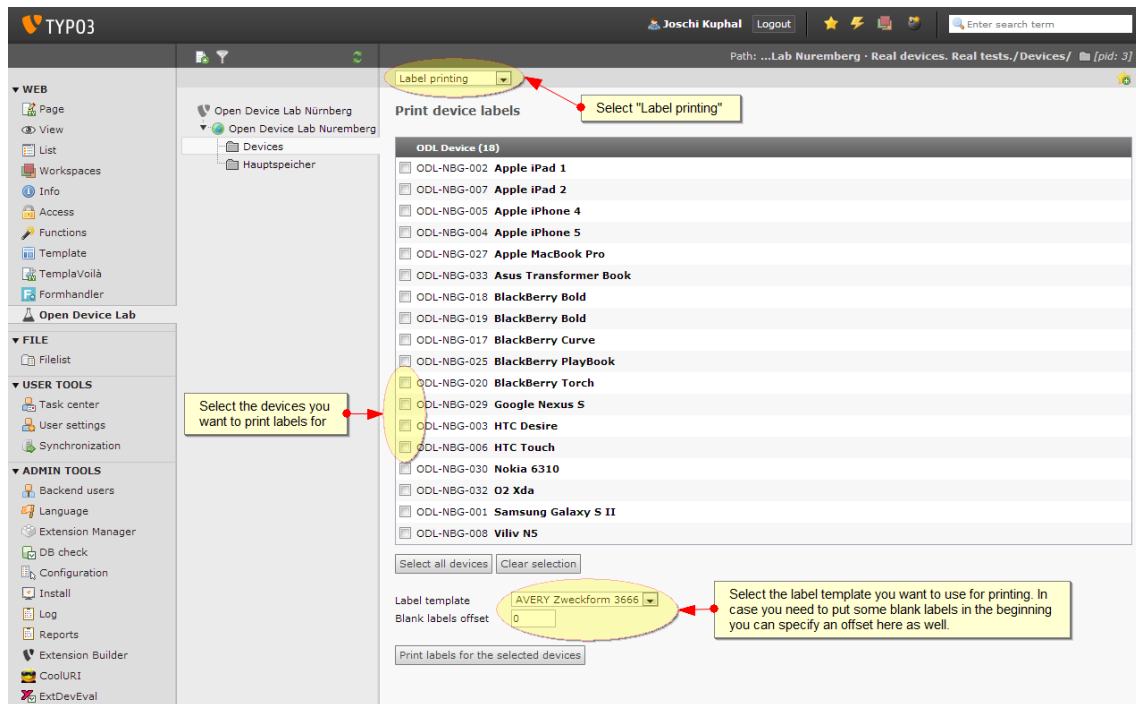 TYPO3
Joschi Kuphal
Logout
Enter search term
Path: ...Lab Nuremberg · Real devices. Real tests./Devices/ [pid: 3]
WEB
Page
View
List
Workspaces
Info
Access
Functions
Template
TemplaVoilà
Formhandler
Open Device Lab
FILE
Filelist
USER TOOLS
Task center
User settings
Synchronization
ADMIN TOOLS
Backend users
Language
Extension Manager
DB check
Configuration
Install
Log
Reports
Extension Builder
CoolURI
ExtDevEval
Open Device Lab Nürnberg
Open Device Lab Nuremberg
Devices
Hauptspeicher
Select the devices you
want to print labels for
Label printing
Select "Label printing"
Print device labels
ODL Device (18)
ODL-NBG-002 Apple iPad 1
ODL-NBG-007 Apple iPad 2
ODL-NBG-005 Apple iPhone 4
ODL-NBG-004 Apple iPhone 5
ODL-NBG-027 Apple MacBook Pro
ODL-NBG-033 Asus Transformer Book
ODL-NBG-018 BlackBerry Bold
ODL-NBG-019 BlackBerry Bold
ODL-NBG-017 BlackBerry Curve
ODL-NBG-025 BlackBerry PlayBook
ODL-NBG-020 BlackBerry Torch
ODL-NBG-029 Google Nexus S
ODL-NBG-003 HTC Desire
ODL-NBG-006 HTC Touch
ODL-NBG-030 Nokia 6310
ODL-NBG-032 O2 Xda
ODL-NBG-001 Samsung Galaxy S II
ODL-NBG-008 Viliv N5
Select all devices
Clear selection
Label template
AVERY Zweckform 3666
Blank labels offset
0
Select the label template you want to use for printing. In
case you need to put some blank labels in the beginning
you can specify an offset here as well.
Print labels for the selected devices